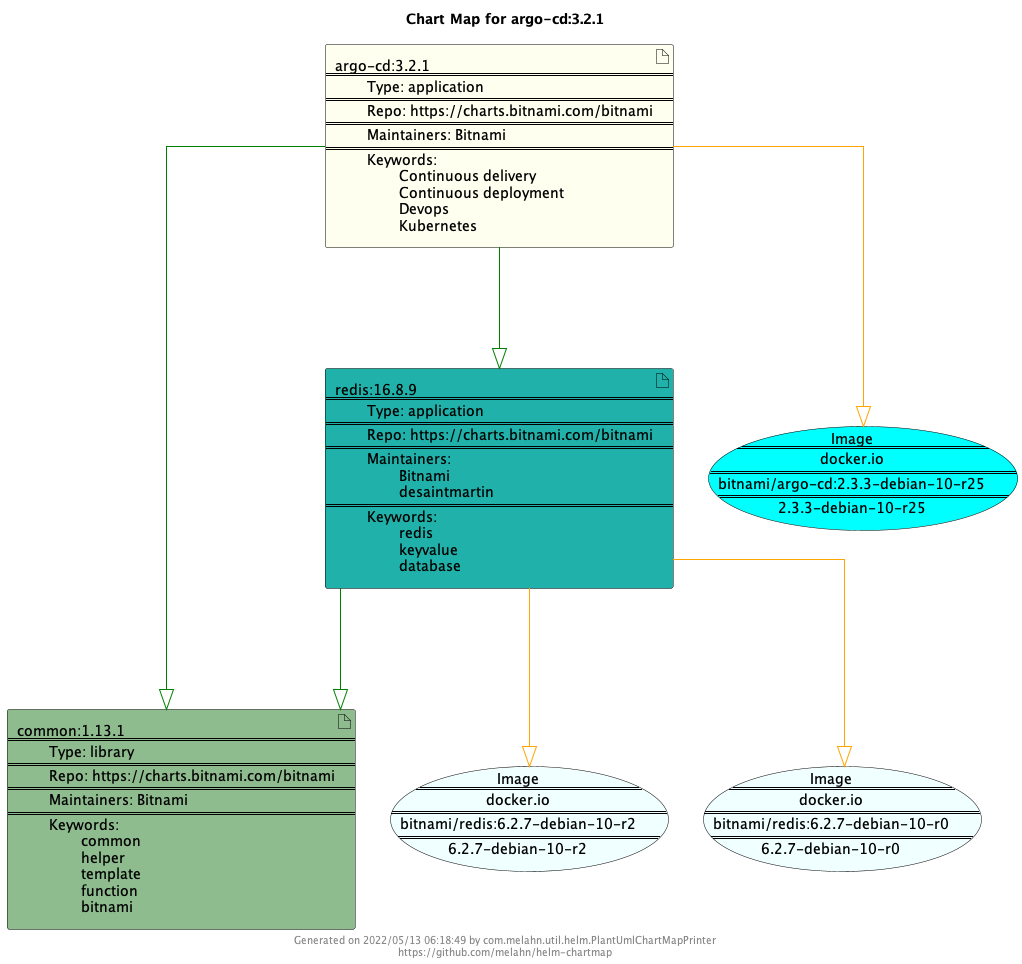 Chart Map for argo-cd:3.2.1
argo-cd:3.2.1
Type: application
Repo: https://charts.bitnami.com/bitnami
Maintainers: Bitnami
Keywords:
Continuous delivery
Continuous deployment
Devops
Kubernetes
redis:16.8.9
Type: application
Repo: https://charts.bitnami.com/bitnami
Maintainers:
Bitnami
desaintmartin
Keywords:
redis
keyvalue
database
Image
docker.io
bitnami/argo-cd:2.3.3-debian-10-r25
2.3.3-debian-10-r25
common:1.13.1
Type: library
Repo: https://charts.bitnami.com/bitnami
Maintainers: Bitnami
Keywords:
common
helper
template
function
bitnami
Image
docker.io
bitnami/redis:6.2.7-debian-10-r2
6.2.7-debian-10-r2
Image
docker.io
bitnami/redis:6.2.7-debian-10-r0
6.2.7-debian-10-r0
Generated on 2022/05/13 06:18:49 by com.melahn.util.helm.PlantUmlChartMapPrinter
https://github.com/melahn/helm-chartmap